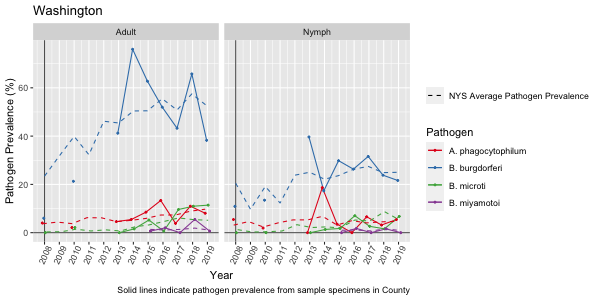 Washington
Adult
Nymph
Pathogen Prevalence (%)
60
40
20
0
2008
2009
2010
2011
2012
2013
2014
2015
2016
2017
2018
2019
2008
2009
2010
2011
2012
2013
2014
2015
2016
2017
2018
2019
Year
Solid lines indicate pathogen prevalence from sample specimens in County
NYS Average Pathogen Prevalence
Pathogen
A. phagocytophilum
B. burgdorferi
B. microti
B. miyamotoi